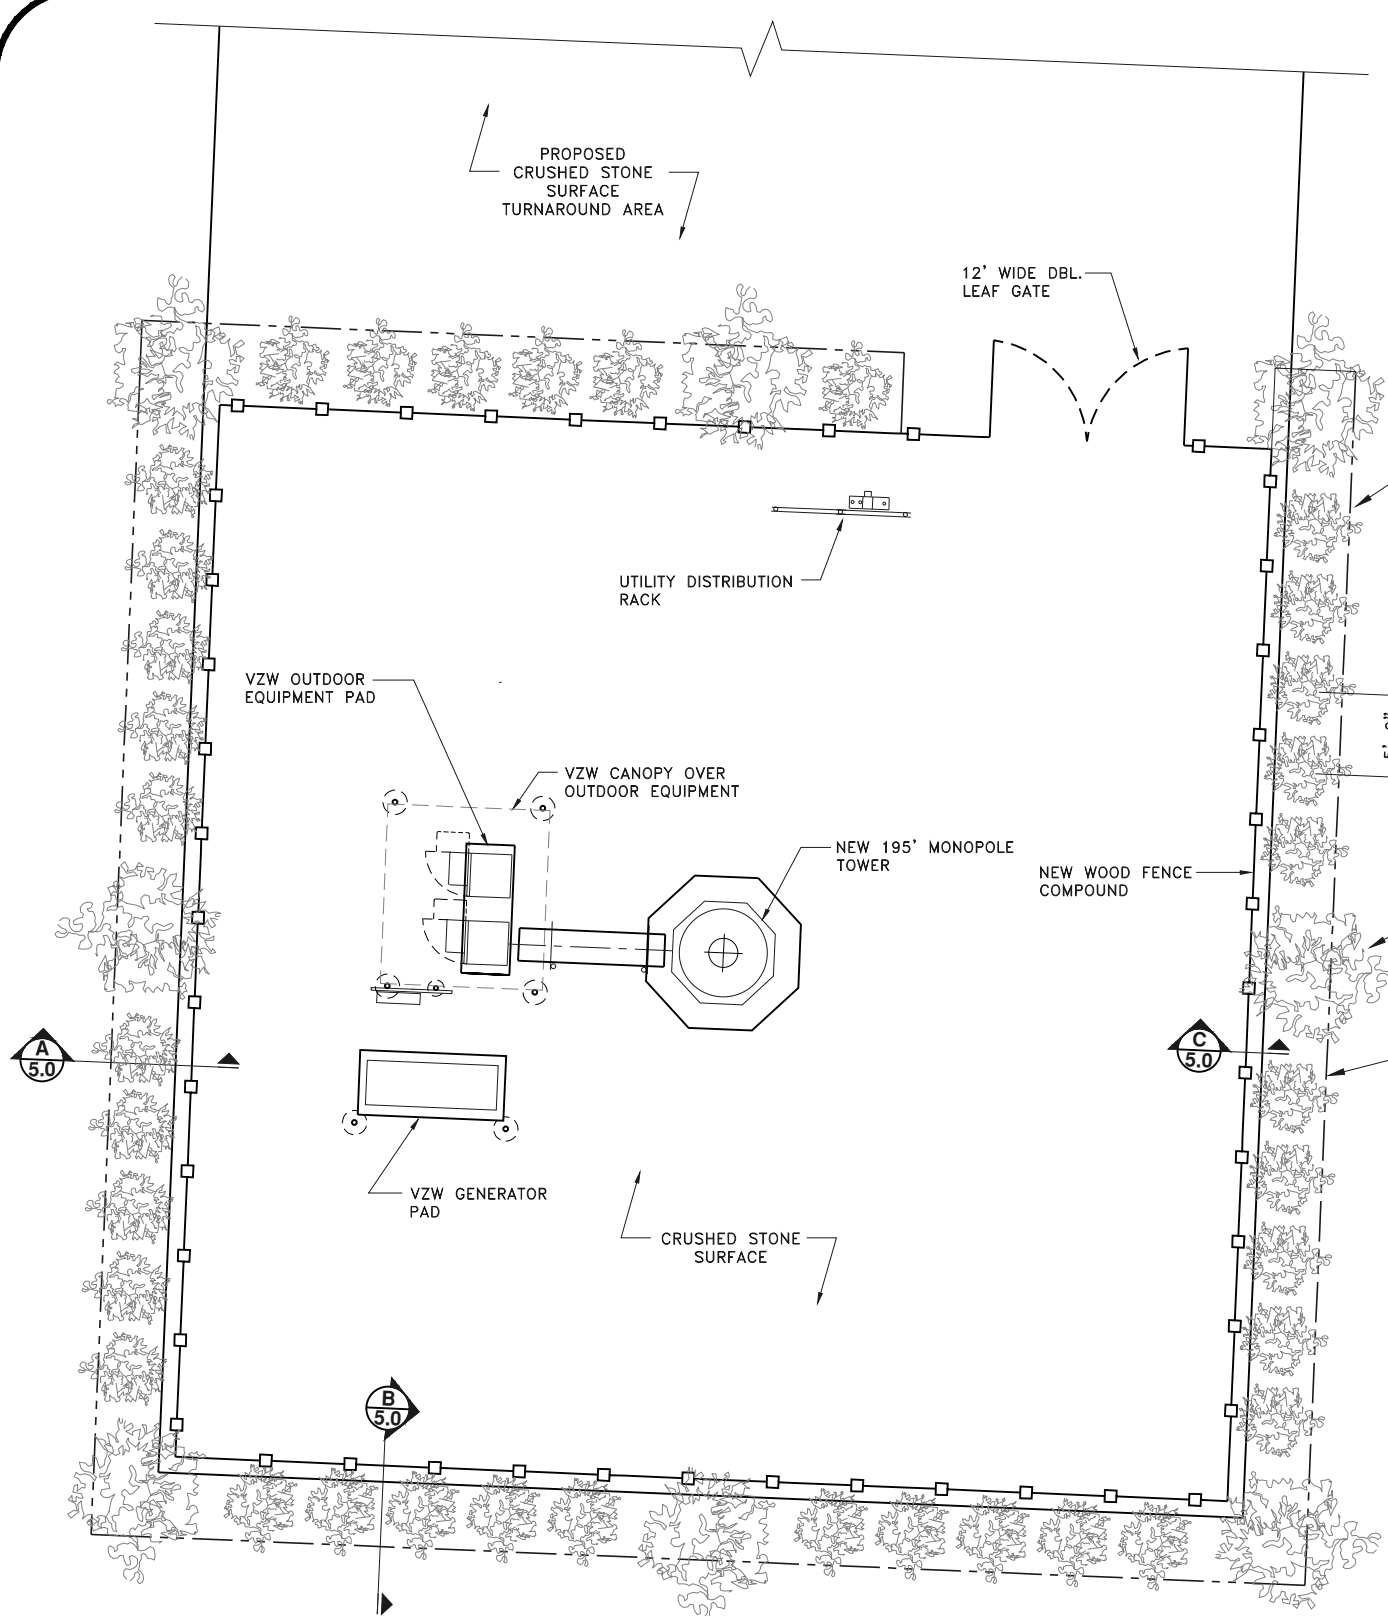 PROPOSED
CRUSHED STONE
SURFACE
TURNAROUND AREA
12' WIDE DBL.
LEAF GATE
UTILITY DISTRIBUTION
RACK
VZW OUTDOOR
EQUIPMENT PAD
VZW CANOPY OVER
OUTDOOR EQUIPMENT
NEW 195' MONOPOLE
TOWER
NEW WOOD FENCE
COMPOUND
A
5.0
C
5.0
VZW GENERATOR
PAD
CRUSHED STONE
SURFACE
B
5.0